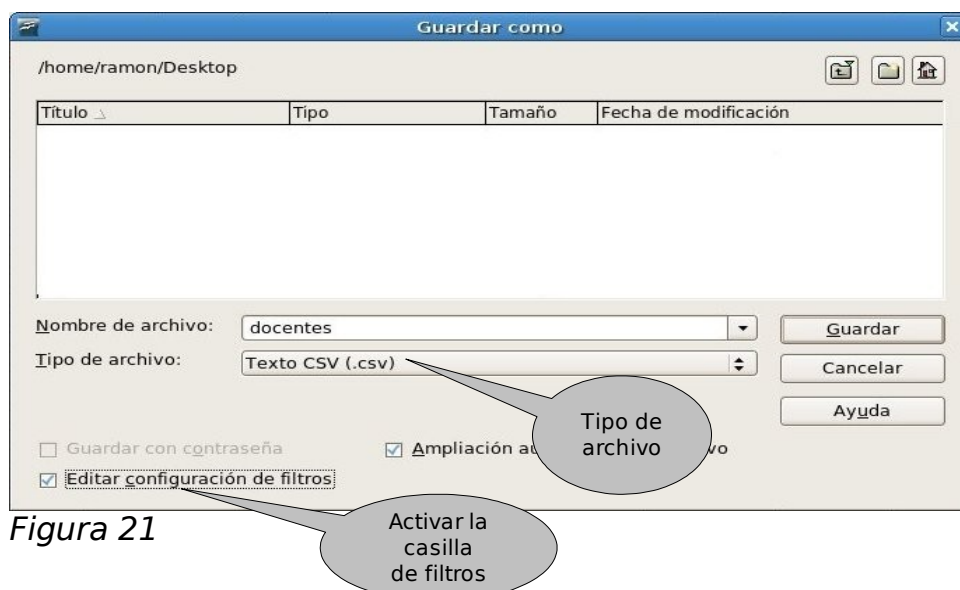 Guardar como
/home/ramon/Desktop
Título Tipo Tamaño Fecha de modificación
Nombre de archivo: docentes Guardar
Tipo de archivo: Texto CSV (.csv) Cancelar
Ayuda
Tipo de
archivo
Guardar con contraseña Ampliación
Editar configuración de filtros
Activar la
casilla
de filtros
Figura 21